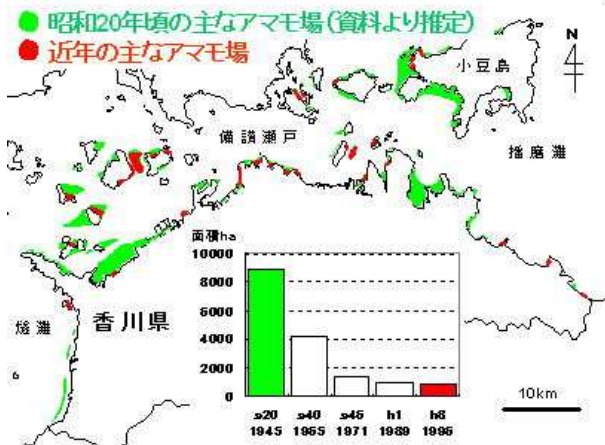 昭和20年頃の主なアマモ場(資料より推定)
近年の主なアマモ場
小豆島
N
備讃瀬戸
播磨灘
面積ha
10000
8000
6000
4000
2000
0
燧灘
香川県
10km
s20 s40 s46 h1 h8
1945 1965 1971 1989 1996